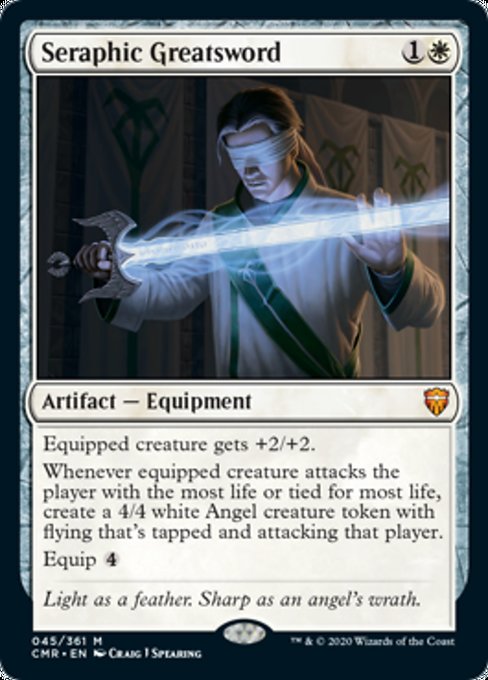 Seraphic Greatsword 1
Artifact — Equipment
Equipped creature gets +2/+2.
Whenever equipped creature attacks the
player with the most life or tied for most life,
create a 4/4 white Angel creature token with
flying that's tapped and attacking that player.
Equip 4
Light as a feather. Sharp as an angel's wrath.
045/361 M
CMR • EN Craig J Spearing
™ & © 2020 Wizards of the Coast